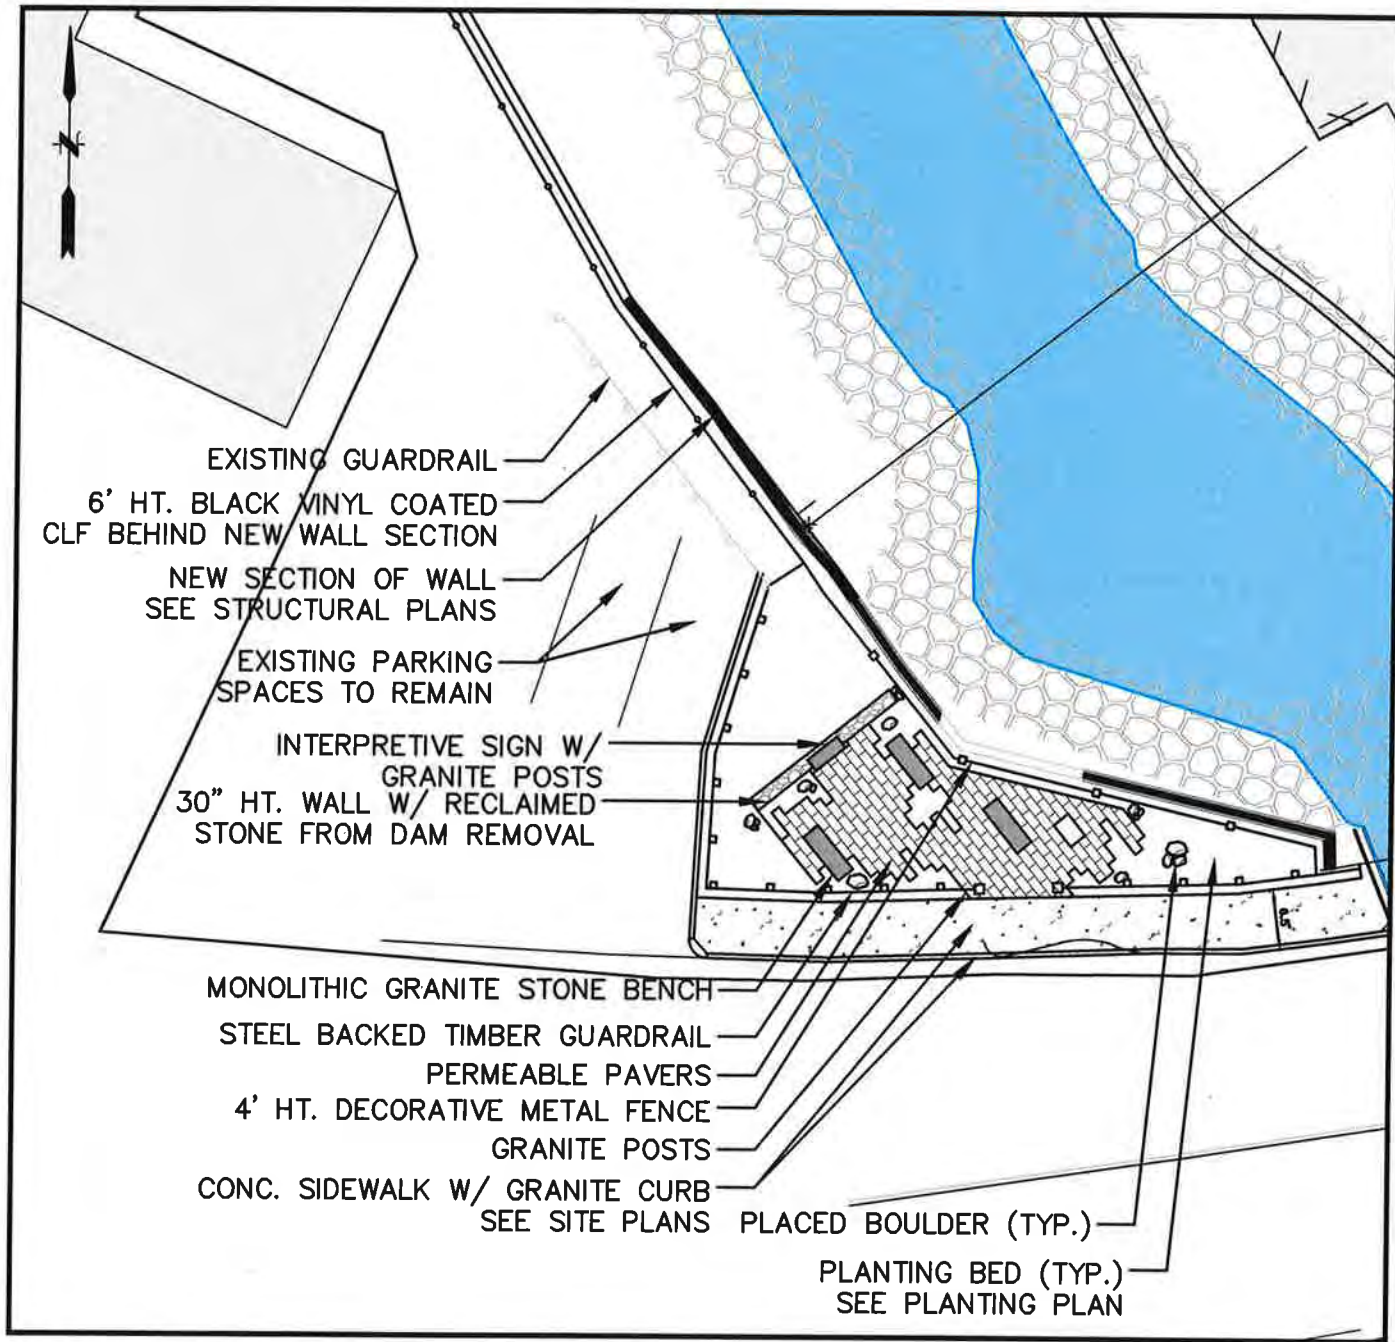 N
EXISTING GUARDRAIL
6' HT. BLACK VINYL COATED
CLF BEHIND NEW WALL SECTION
NEW SECTION OF WALL
SEE STRUCTURAL PLANS
EXISTING PARKING
SPACES TO REMAIN
INTERPRETIVE SIGN W/
GRANITE POSTS
30" HT. WALL W/ RECLAIMED
STONE FROM DAM REMOVAL
MONOLITHIC GRANITE STONE BENCH
STEEL BACKED TIMBER GUARDRAIL
PERMEABLE PAVERS
4' HT. DECORATIVE METAL FENCE
GRANITE POSTS
CONC. SIDEWALK W/ GRANITE CURB
SEE SITE PLANS
PLACED BOULDER (TYP.)
PLANTING BED (TYP.)
SEE PLANTING PLAN